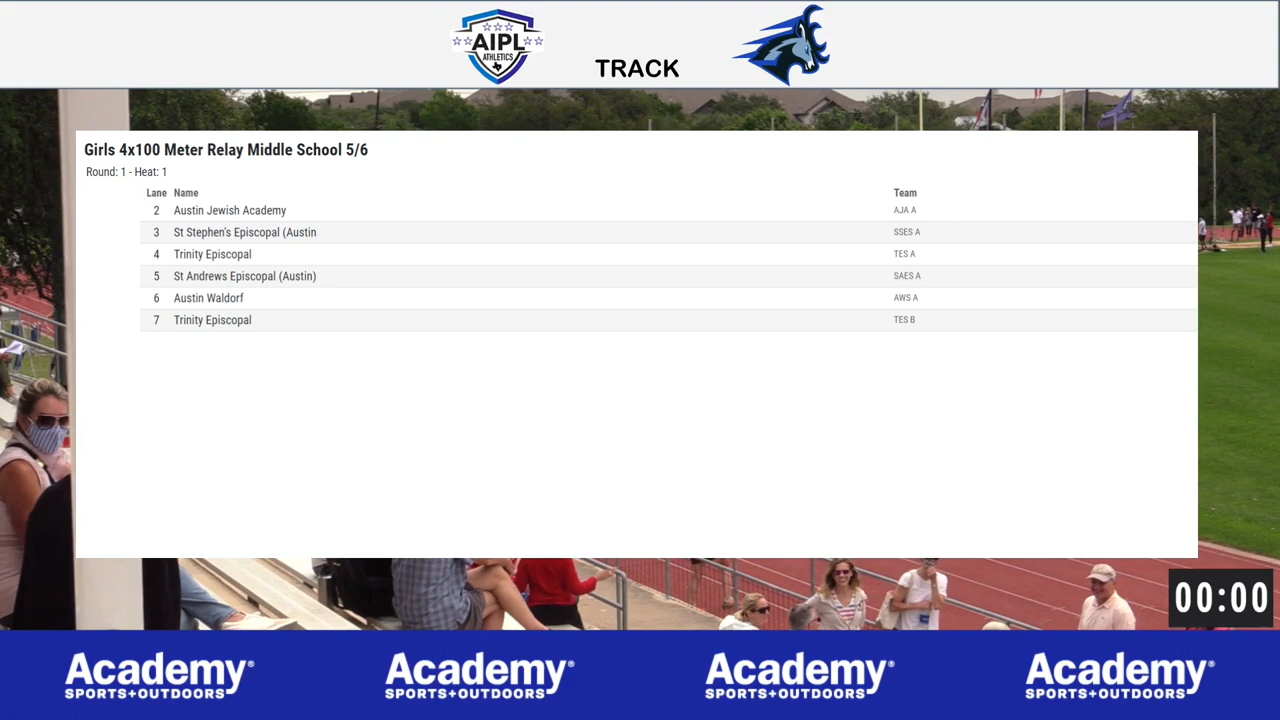 AIPL
ATHLETICS
TRACK
Girls 4x100 Meter Relay Middle School 5/6
Round: 1 - Heat: 1
Lane Name Team
2 Austin Jewish Academy AJA A
3 St Stephen's Episcopal (Austin SSES A
4 Trinity Episcopal TES A
5 St Andrews Episcopal (Austin) SAES A
6 Austin Waldorf AWS A
7 Trinity Episcopal TES B
00:00
Academy® Academy® Academy® Academy®
SPORTS+OUTDOORS SPORTS+OUTDOORS SPORTS+OUTDOORS SPORTS+OUTDOORS